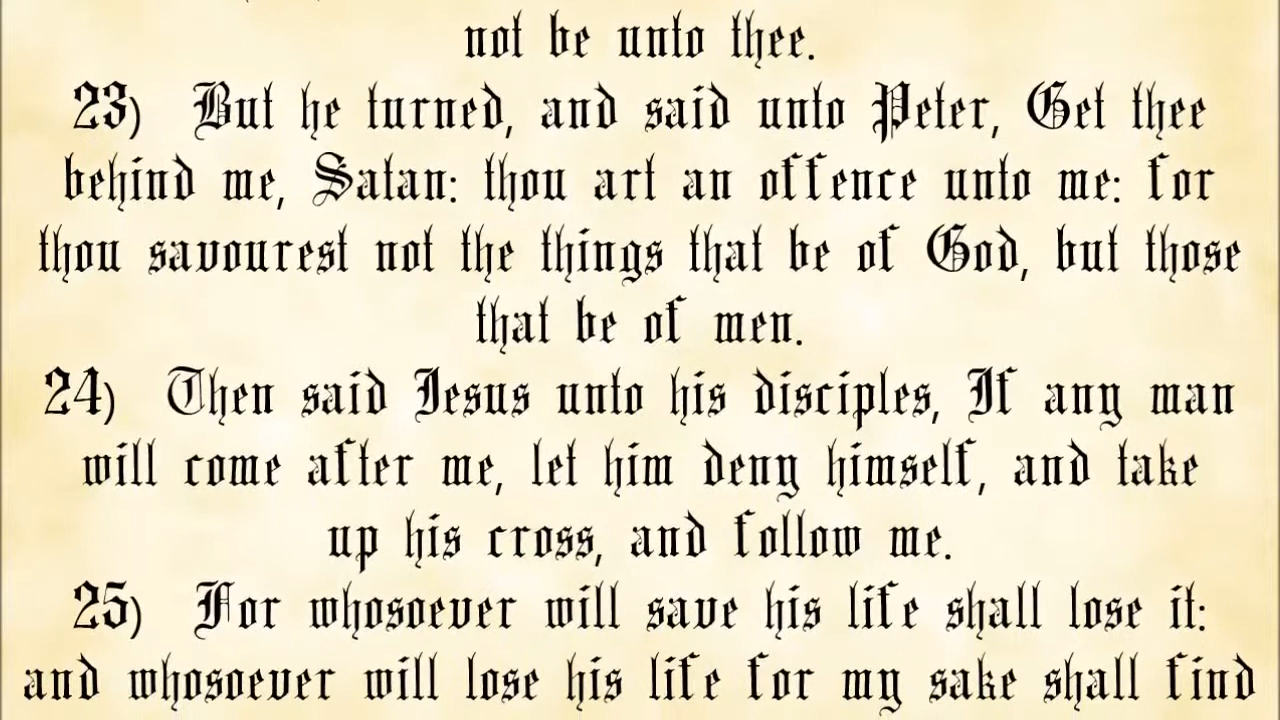 not be unto thee.
23) But he turned, and said unto Peter, Get thee
behind me, Satan: thou art an offence unto me: for
thou savourest not the things that be of God, but those
that be of men.
24) Then said Jesus unto his disciples, If any man
will come after me, let him deny himself, and take
up his cross, and follow me.
25) For whosoever will save his life shall lose it:
and whosoever will lose his life for my sake shall find